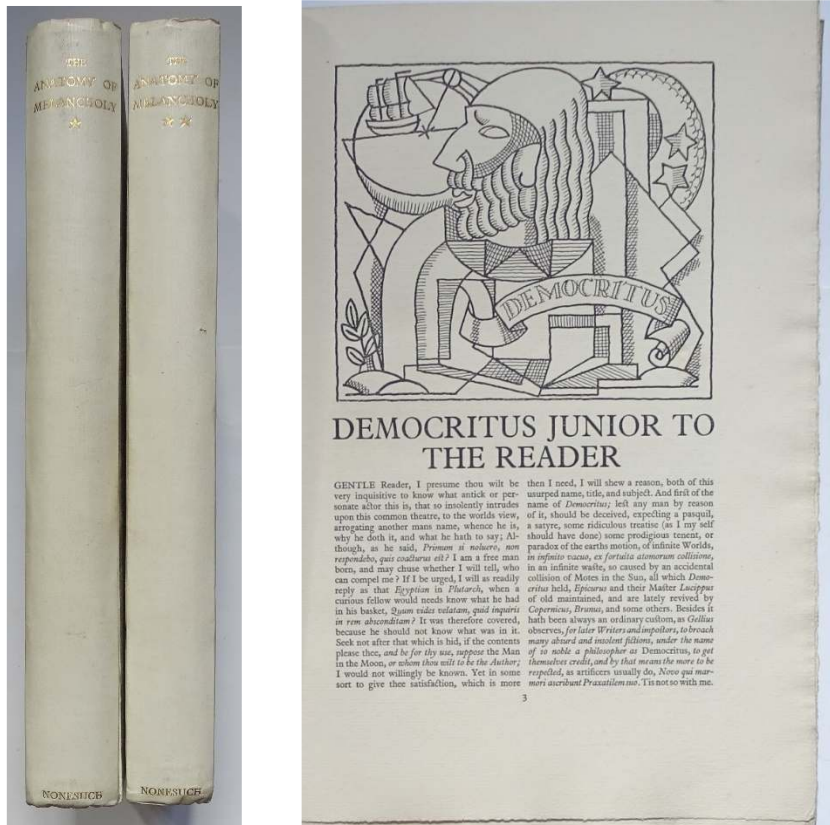 THE
ANATOMY OF
MELANCHOLY
THE
ANATOMY OF
MELANCHOLY
NONESUCH
NONESUCH
DEMOCRITUS
DEMOCRITUS JUNIOR TO
THE READER
GENTLE Reader, I presume thou wilt be
very inquisitive to know what antick or per-
sonate actor this is, that so insolently intrudes
upon this common theatre, to the worlds view,
arrogating another mans name, whence he is,
why he doth it, and what he hath to say; Al-
though, as he said, Primum si noluero, non
respondebo, quis coacturus est? I am a free man
born, and may chuse whether I will tell, who
can compel me? If I be urged, I will as readily
reply as that Egyptian in Plutarch, when a
curious fellow would needs know what he had
in his basket, Quum vides velatam, quid inquiris
in rem absconditam? It was therefore covered,
because he should not know what was in it.
Seek not after that which is hid, if the contents
please thee, and be for thy use, suppose the Man
in the Moon, or whom thou wilt to be the Author;
I would not willingly be known. Yet in some
sort to give thee satisfaction, which is more
then I need, I will shew a reason, both of this
usurped name, title, and subject. And first of the
name of Democritus; lest any man by reason
of it, should be deceived, expecting a pasquil,
a satyre, some ridiculous treatise (as I my self
should have done) some prodigious tenent, or
paradox of the earths motion, of infinite Worlds,
in infinito vacuo, ex fortuita atomorum collisione,
in an infinite waste, so caused by an accidental
collision of Motes in the Sun, all which Demo-
critus held, Epicurus and their Master Lucippus
of old maintained, and are lately revived by
Copernicus, Brunus, and some others. Besides it
hath been always an ordinary custom, as Gellius
observes, for later Writers and impostors, to broach
many absurd and insolent fictions, under the name
of so noble a philosopher as Democritus, to get
themselves credit, and by that means the more to be
respected, as artificers usually do, Novo qui mar-
mori ascribunt Praxatilem suo. Tis not so with me.
3